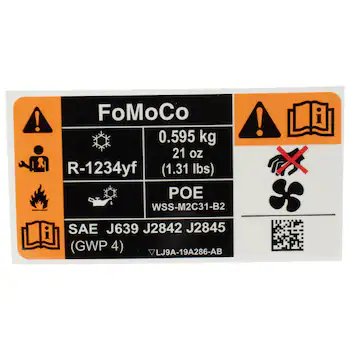 FoMoCo
R-1234yf
0.595 kg
21 oz
(1.31 lbs)
POE
WSS-M2C31-B2
SAE J639 J2842 J2845
(GWP 4)
▽LJ9A-19A286-AB